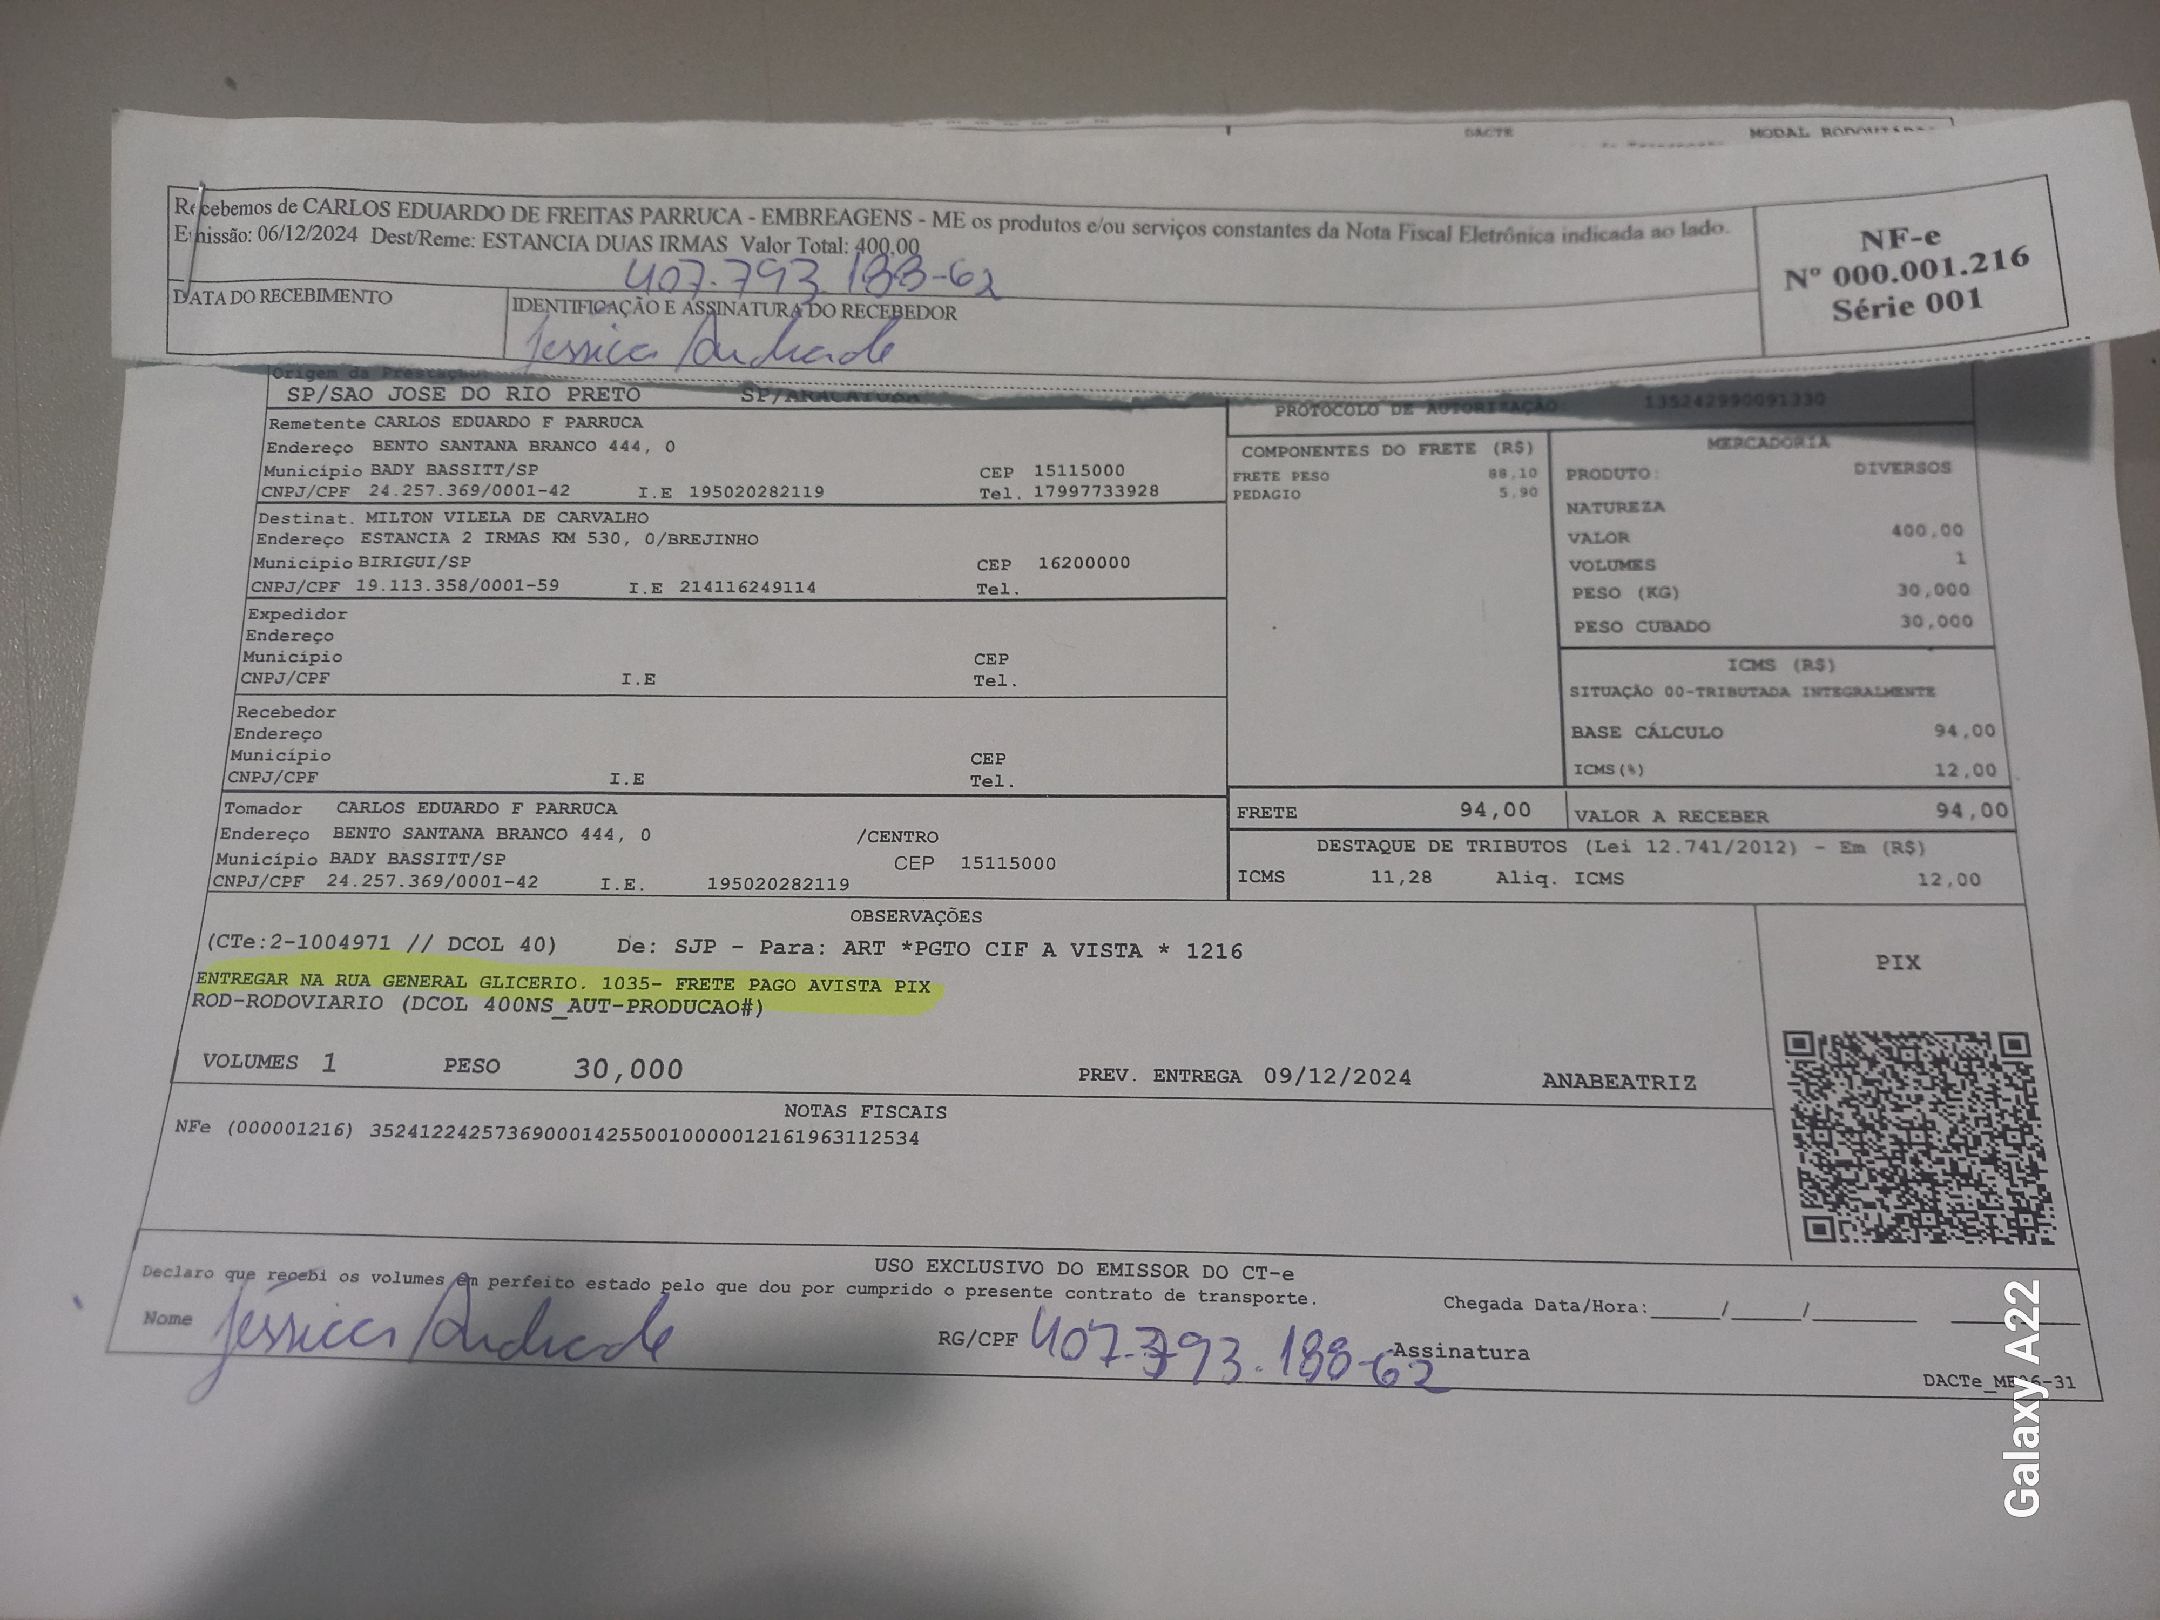 DACTE MODAL
Recebemos de CARLOS EDUARDO DE FREITAS PARRUCA - EMBREAGENS - ME os produtos e/ou serviços constantes da Nota Fiscal Eletrônica indicada ao lado.
Emissão: 06/12/2024 Dest/Reme: ESTANCIA DUAS IRMAS Valor Total: 400,00
407.793.188-62
DATA DO RECEBIMENTO
IDENTIFICAÇÃO E ASSINATURA DO RECEBEDOR
Jessica Andrade
NF-e
Nº 000.001.216
Série 001
Origem da Prestação
SP/SAO JOSE DO RIO PRETO SP/ARACATUBA
PROTOCOLO DE AUTORIZAÇÃO: 135242990091330
Remetente CARLOS EDUARDO F PARRUCA
Endereço BENTO SANTANA BRANCO 444, 0
Município BADY BASSITT/SP CEP 15115000
CNPJ/CPF 24.257.369/0001-42 I.E 195020282119 Tel. 17997733928
Destinat. MILTON VILELA DE CARVALHO
Endereço ESTANCIA 2 IRMAS KM 530, 0/BREJINHO
Município BIRIGUI/SP CEP 16200000
CNPJ/CPF 19.113.358/0001-59 I.E 214116249114 Tel.
Expedidor
Endereço
Município CEP
CNPJ/CPF I.E Tel.
Recebedor
Endereço
Município CEP
CNPJ/CPF I.E Tel.
Tomador CARLOS EDUARDO F PARRUCA
Endereço BENTO SANTANA BRANCO 444, 0 /CENTRO
Município BADY BASSITT/SP CEP 15115000
CNPJ/CPF 24.257.369/0001-42 I.E. 195020282119
COMPONENTES DO FRETE (R$)
FRETE PESO 88,10
PEDAGIO 5,90
MERCADORIA
PRODUTO: DIVERSOS
NATUREZA
VALOR 400,00
VOLUMES 1
PESO (KG) 30,000
PESO CUBADO 30,000
ICMS (R$)
SITUAÇÃO 00-TRIBUTADA INTEGRALMENTE
BASE CÁLCULO 94,00
ICMS(%) 12,00
FRETE 94,00 VALOR A RECEBER 94,00
DESTAQUE DE TRIBUTOS (Lei 12.741/2012) - Em (R$)
ICMS 11,28 Aliq. ICMS 12,00
OBSERVAÇÕES
(CTe:2-1004971 // DCOL 40) De: SJP - Para: ART *PGTO CIF A VISTA * 1216
ENTREGAR NA RUA GENERAL GLICERIO. 1035- FRETE PAGO AVISTA PIX
ROD-RODOVIARIO (DCOL 400NS_AUT-PRODUCAO#)
PIX
VOLUMES 1 PESO 30,000 PREV. ENTREGA 09/12/2024 ANABEATRIZ
NOTAS FISCAIS
NFe (000001216) 35241224257369000142550010000012161963112534
USO EXCLUSIVO DO EMISSOR DO CT-e
Declaro que recebi os volumes em perfeito estado pelo que dou por cumprido o presente contrato de transporte.
Chegada Data/Hora:_____/_____/_______
Nome Jessica Andrade RG/CPF 407.793.188-62 Assinatura
Galaxy A22